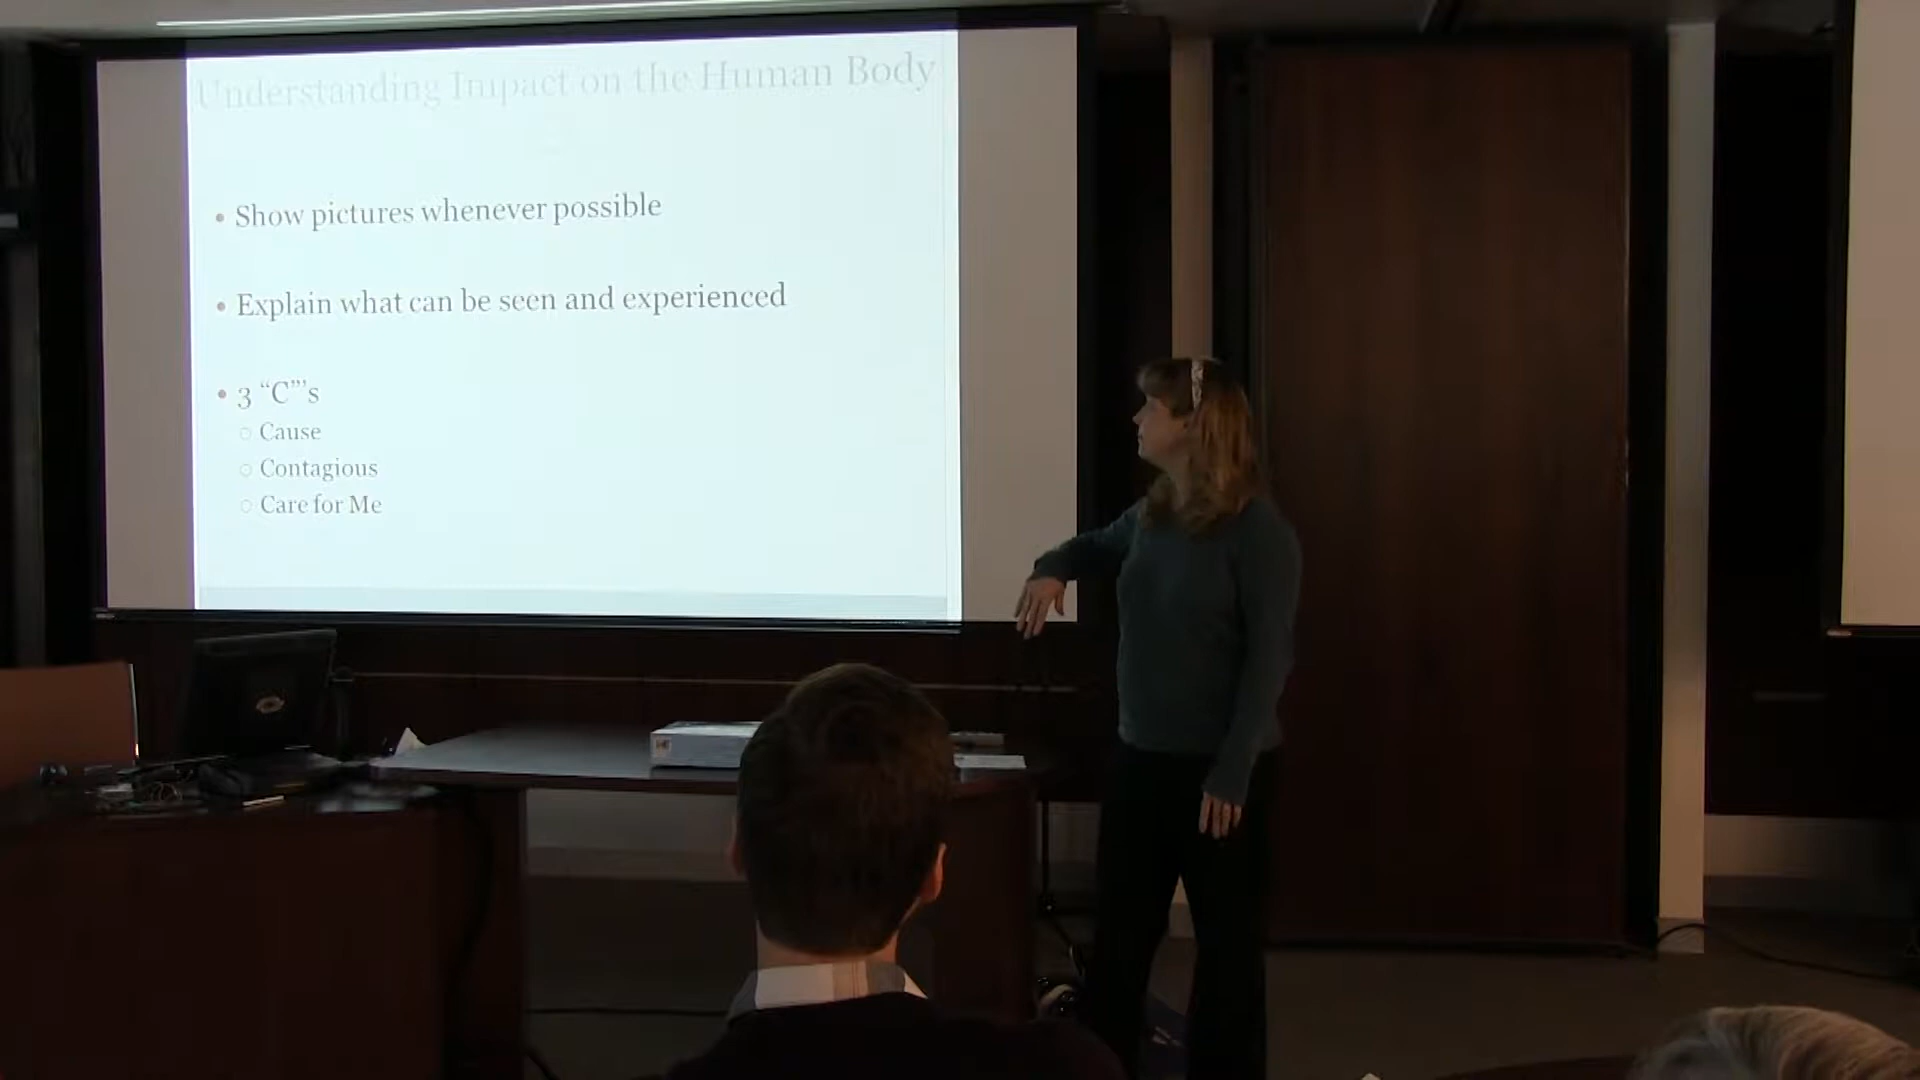 Understanding Impact on the Human Body
• Show pictures whenever possible
• Explain what can be seen and experienced
• 3 “C”’s
○ Cause
○ Contagious
○ Care for Me